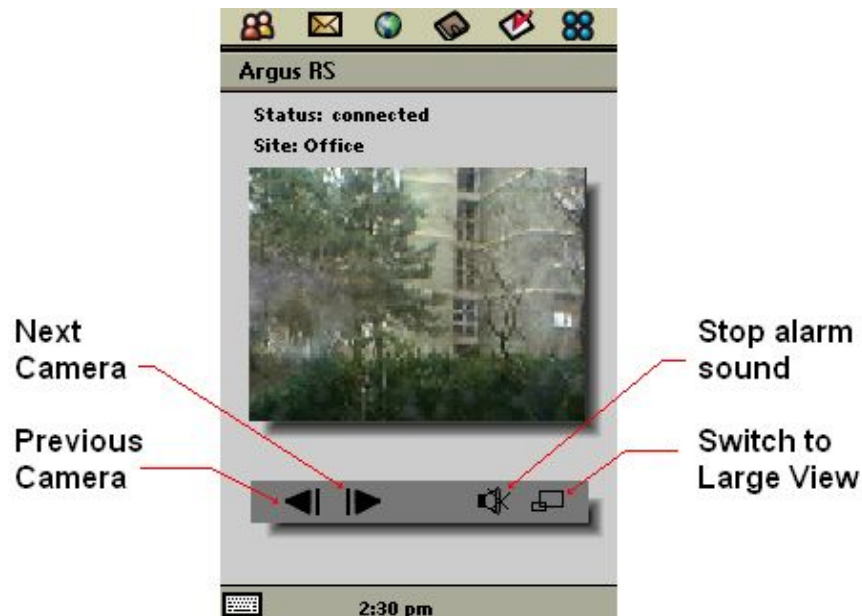 Argus RS
Status: connected
Site: Office
Next
Camera
Previous
Camera
Stop alarm
sound
Switch to
Large View
2:30 pm